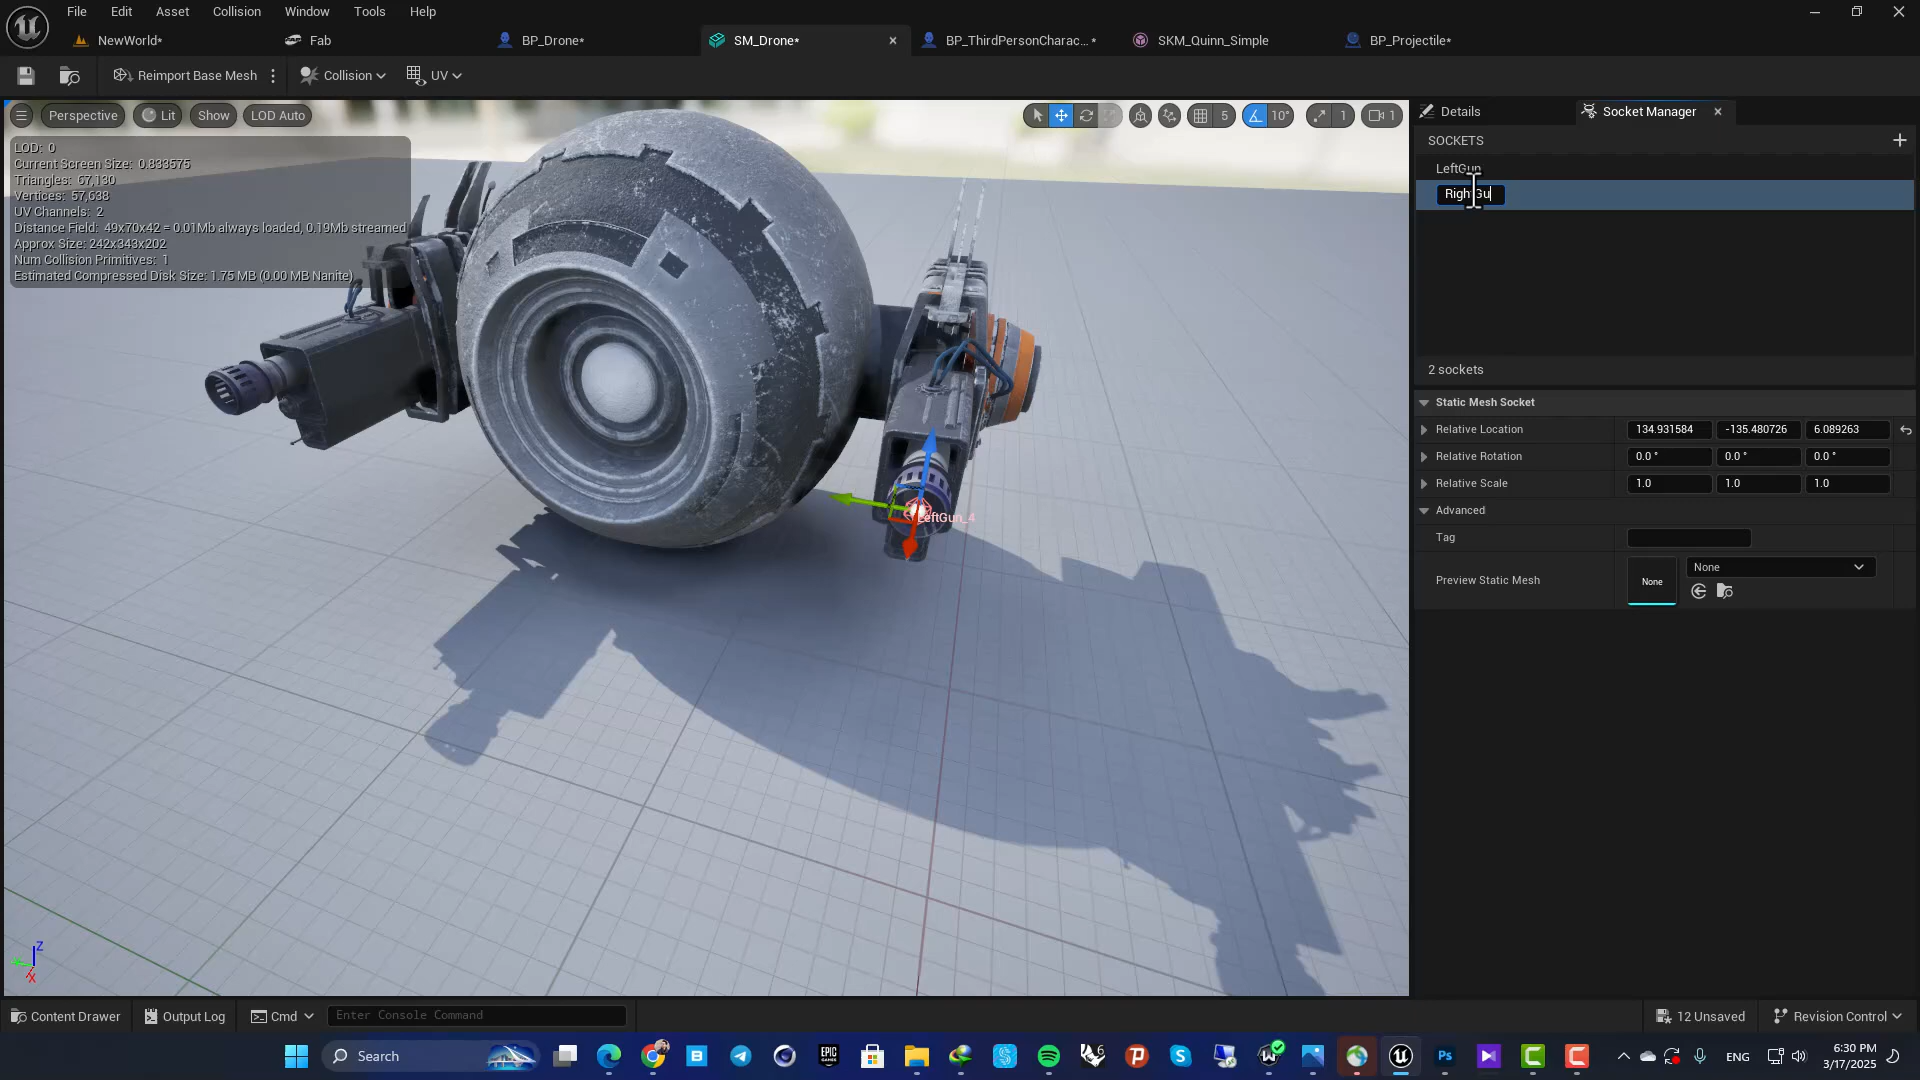 File Edit Asset Collision Window Tools Help
NewWorld* Fab BP_Drone* SM_Drone* BP_ThirdPersonCharac...* SKM_Quinn_Simple BP_Projectile*
Reimport Base Mesh Collision UV
Perspective Lit Show LOD Auto 5 10° 1 1
LOD: 0
Current Screen Size: 0.833575
Triangles: 67,130
Vertices: 57,638
UV Channels: 2
Distance Field: 49x70x42 = 0.01Mb always loaded, 0.19Mb streamed
Approx Size: 242x343x202
Num Collision Primitives: 1
Estimated Compressed Disk Size: 1.75 MB (0.00 MB Nanite)
LeftGun_4
Z
X
Details Socket Manager
SOCKETS
LeftGun
RightGu
2 sockets
Static Mesh Socket
Relative Location 134.931584 -135.480726 6.089263
Relative Rotation 0.0 ° 0.0 ° 0.0 °
Relative Scale 1.0 1.0 1.0
Advanced
Tag
Preview Static Mesh None None
Content Drawer Output Log Cmd Enter Console Command 12 Unsaved Revision Control
Search EPIC GAMES ENG 6:30 PM
3/17/2025